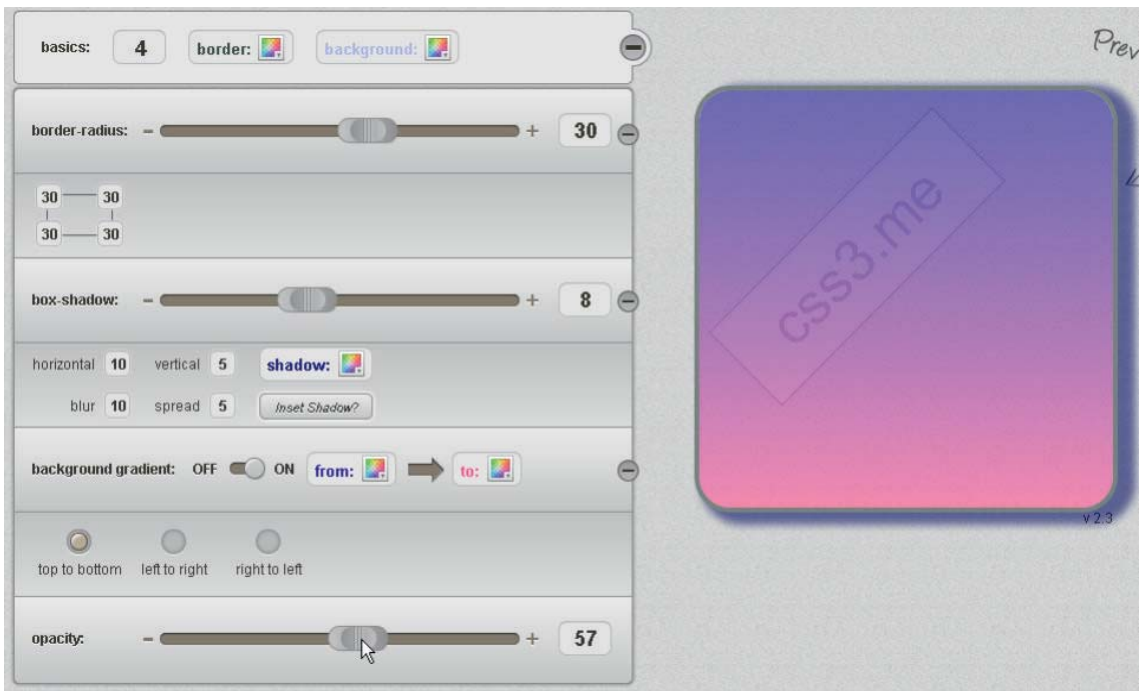 basics: 4 border: background:
Prev
border-radius: - + 30
30 30
30 30
css3.me
box-shadow: - + 8
horizontal 10 vertical 5 shadow:
blur 10 spread 5 Inset Shadow?
background gradient: OFF ON from: to:
v 2.3
top to bottom left to right right to left
opacity: - + 57